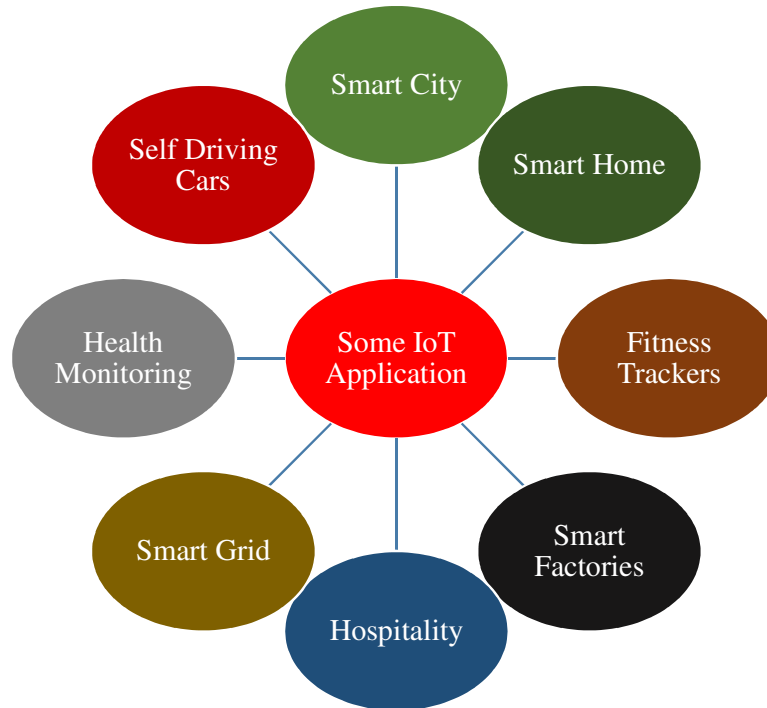 Smart City
Self Driving
Cars
Smart Home
Health
Monitoring
Some IoT
Application
Fitness
Trackers
Smart Grid
Smart
Factories
Hospitality